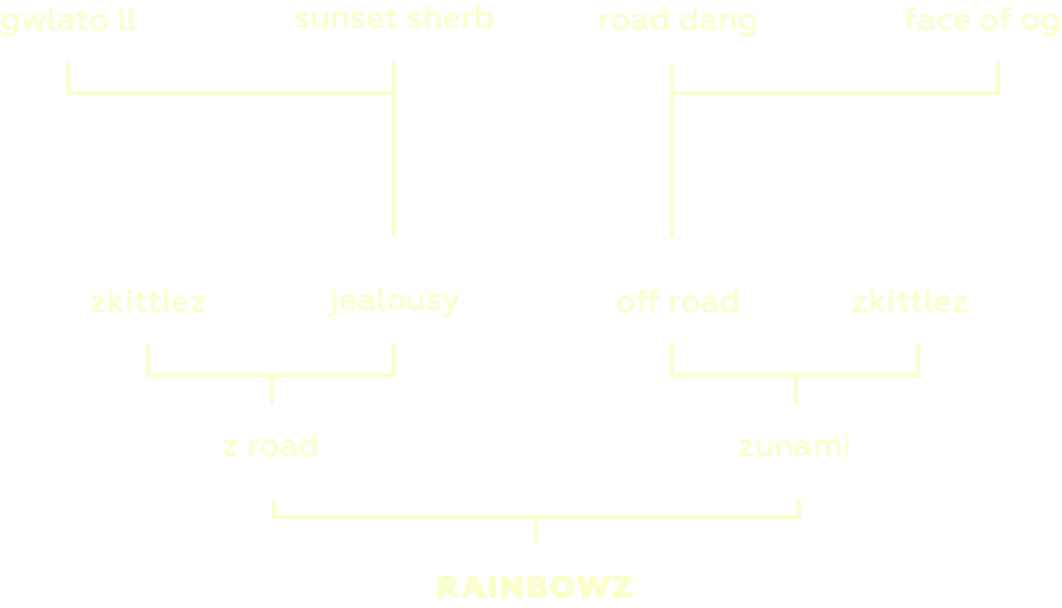 gwlato ll
sunset sherb
road dang
face of og
zkittlez
jealousy
off road
zkittlez
z road
zunami
RAINBOWZ